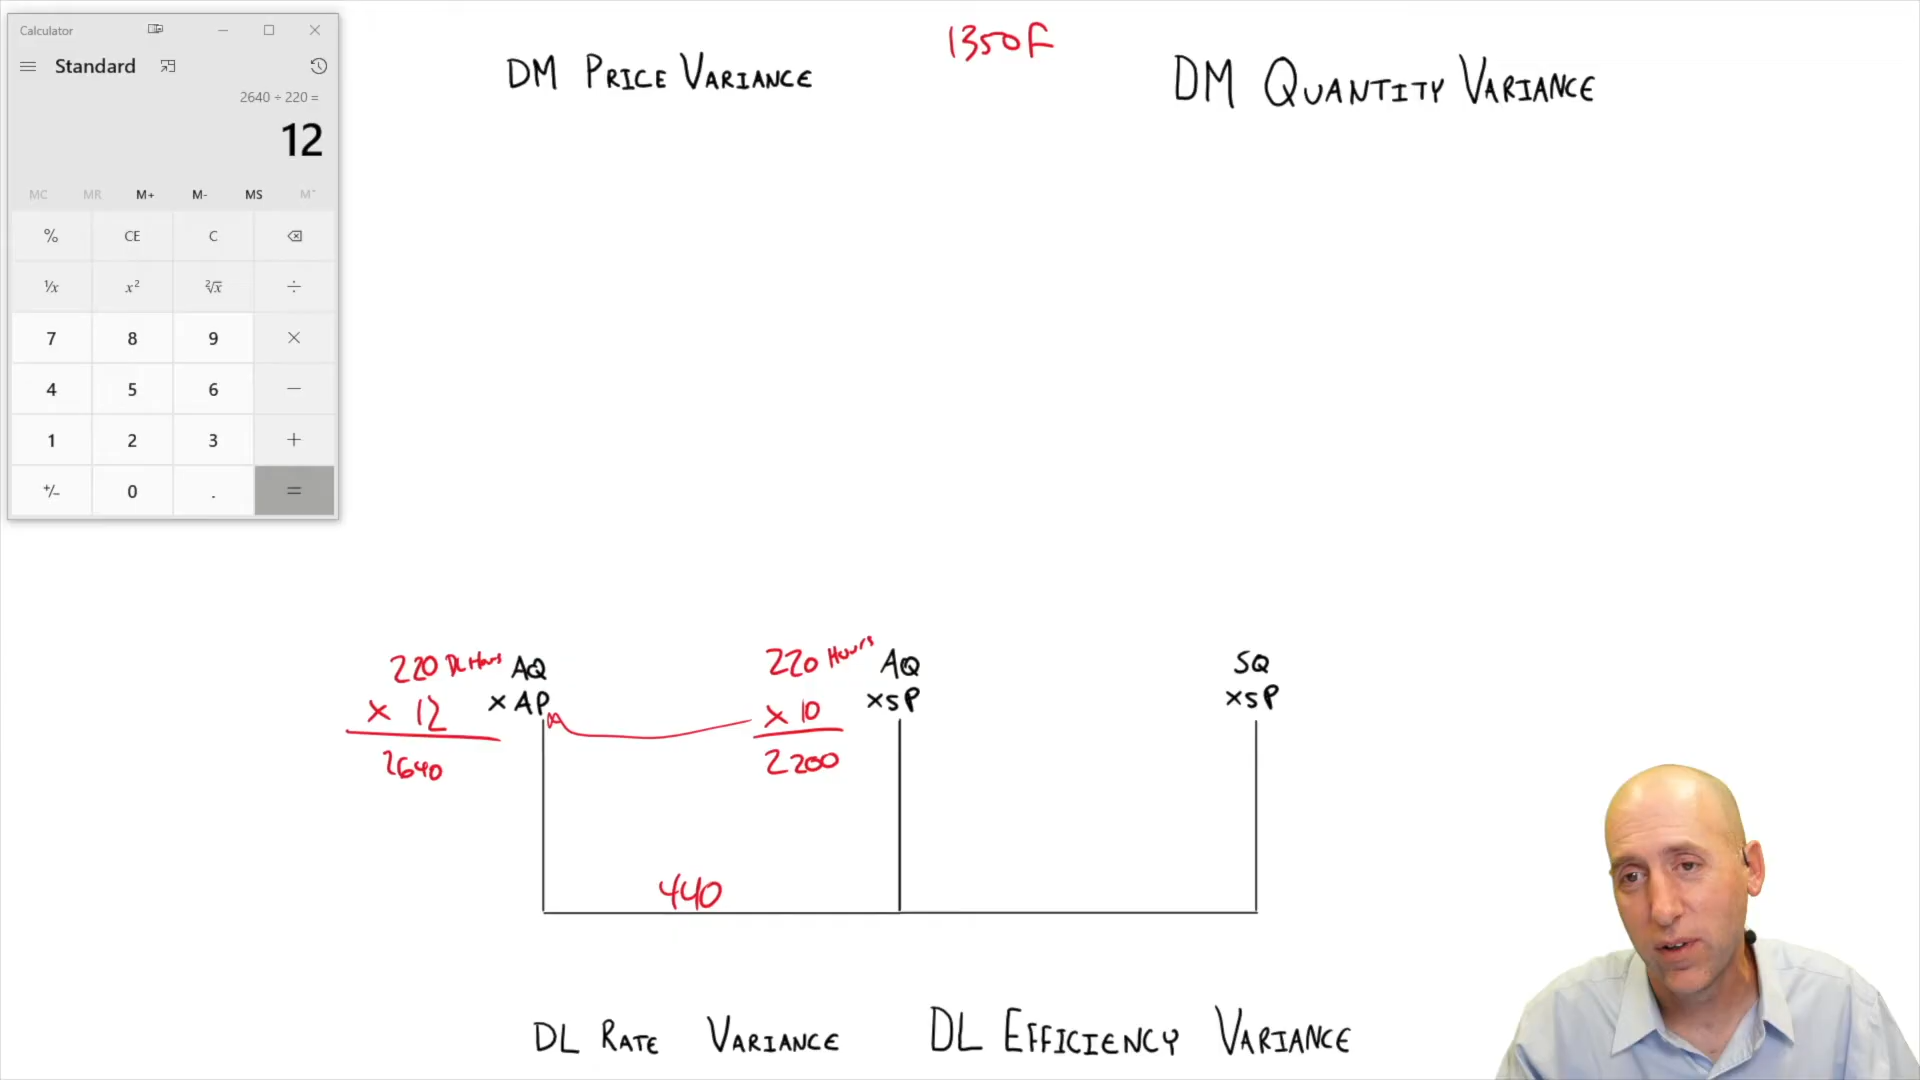 Calculator
Standard
2640 ÷ 220 =
12
MC MR M+ M- MS M˅
% CE C
¹/x x² ²√x ÷
7 8 9 ×
4 5 6 −
1 2 3 +
+/− 0 . =
1350F
DM PRICE VARIANCE
DM QUANTITY VARIANCE
220 DL Hours AQ
× 12 × AP
2640
220 Hours AQ
× 10 ×SP
2200
SQ
×SP
440
DL RATE VARIANCE
DL EFFICIENCY VARIANCE